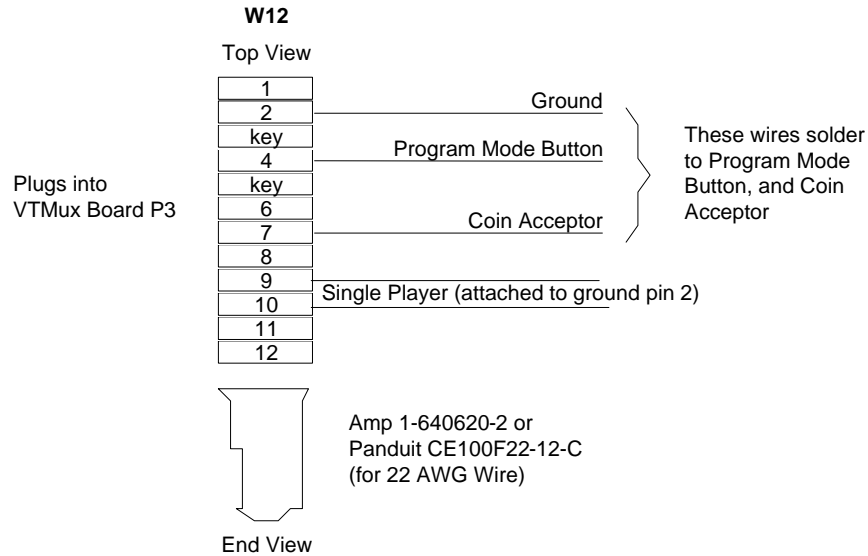 W12
Top View
1
2
key
4
key
6
7
8
9
10
11
12
Ground
Program Mode Button
Coin Acceptor
Single Player (attached to ground pin 2)
These wires solder
to Program Mode
Button, and Coin
Acceptor
Plugs into
VTMux Board P3
Amp 1-640620-2 or
Panduit CE100F22-12-C
(for 22 AWG Wire)
End View